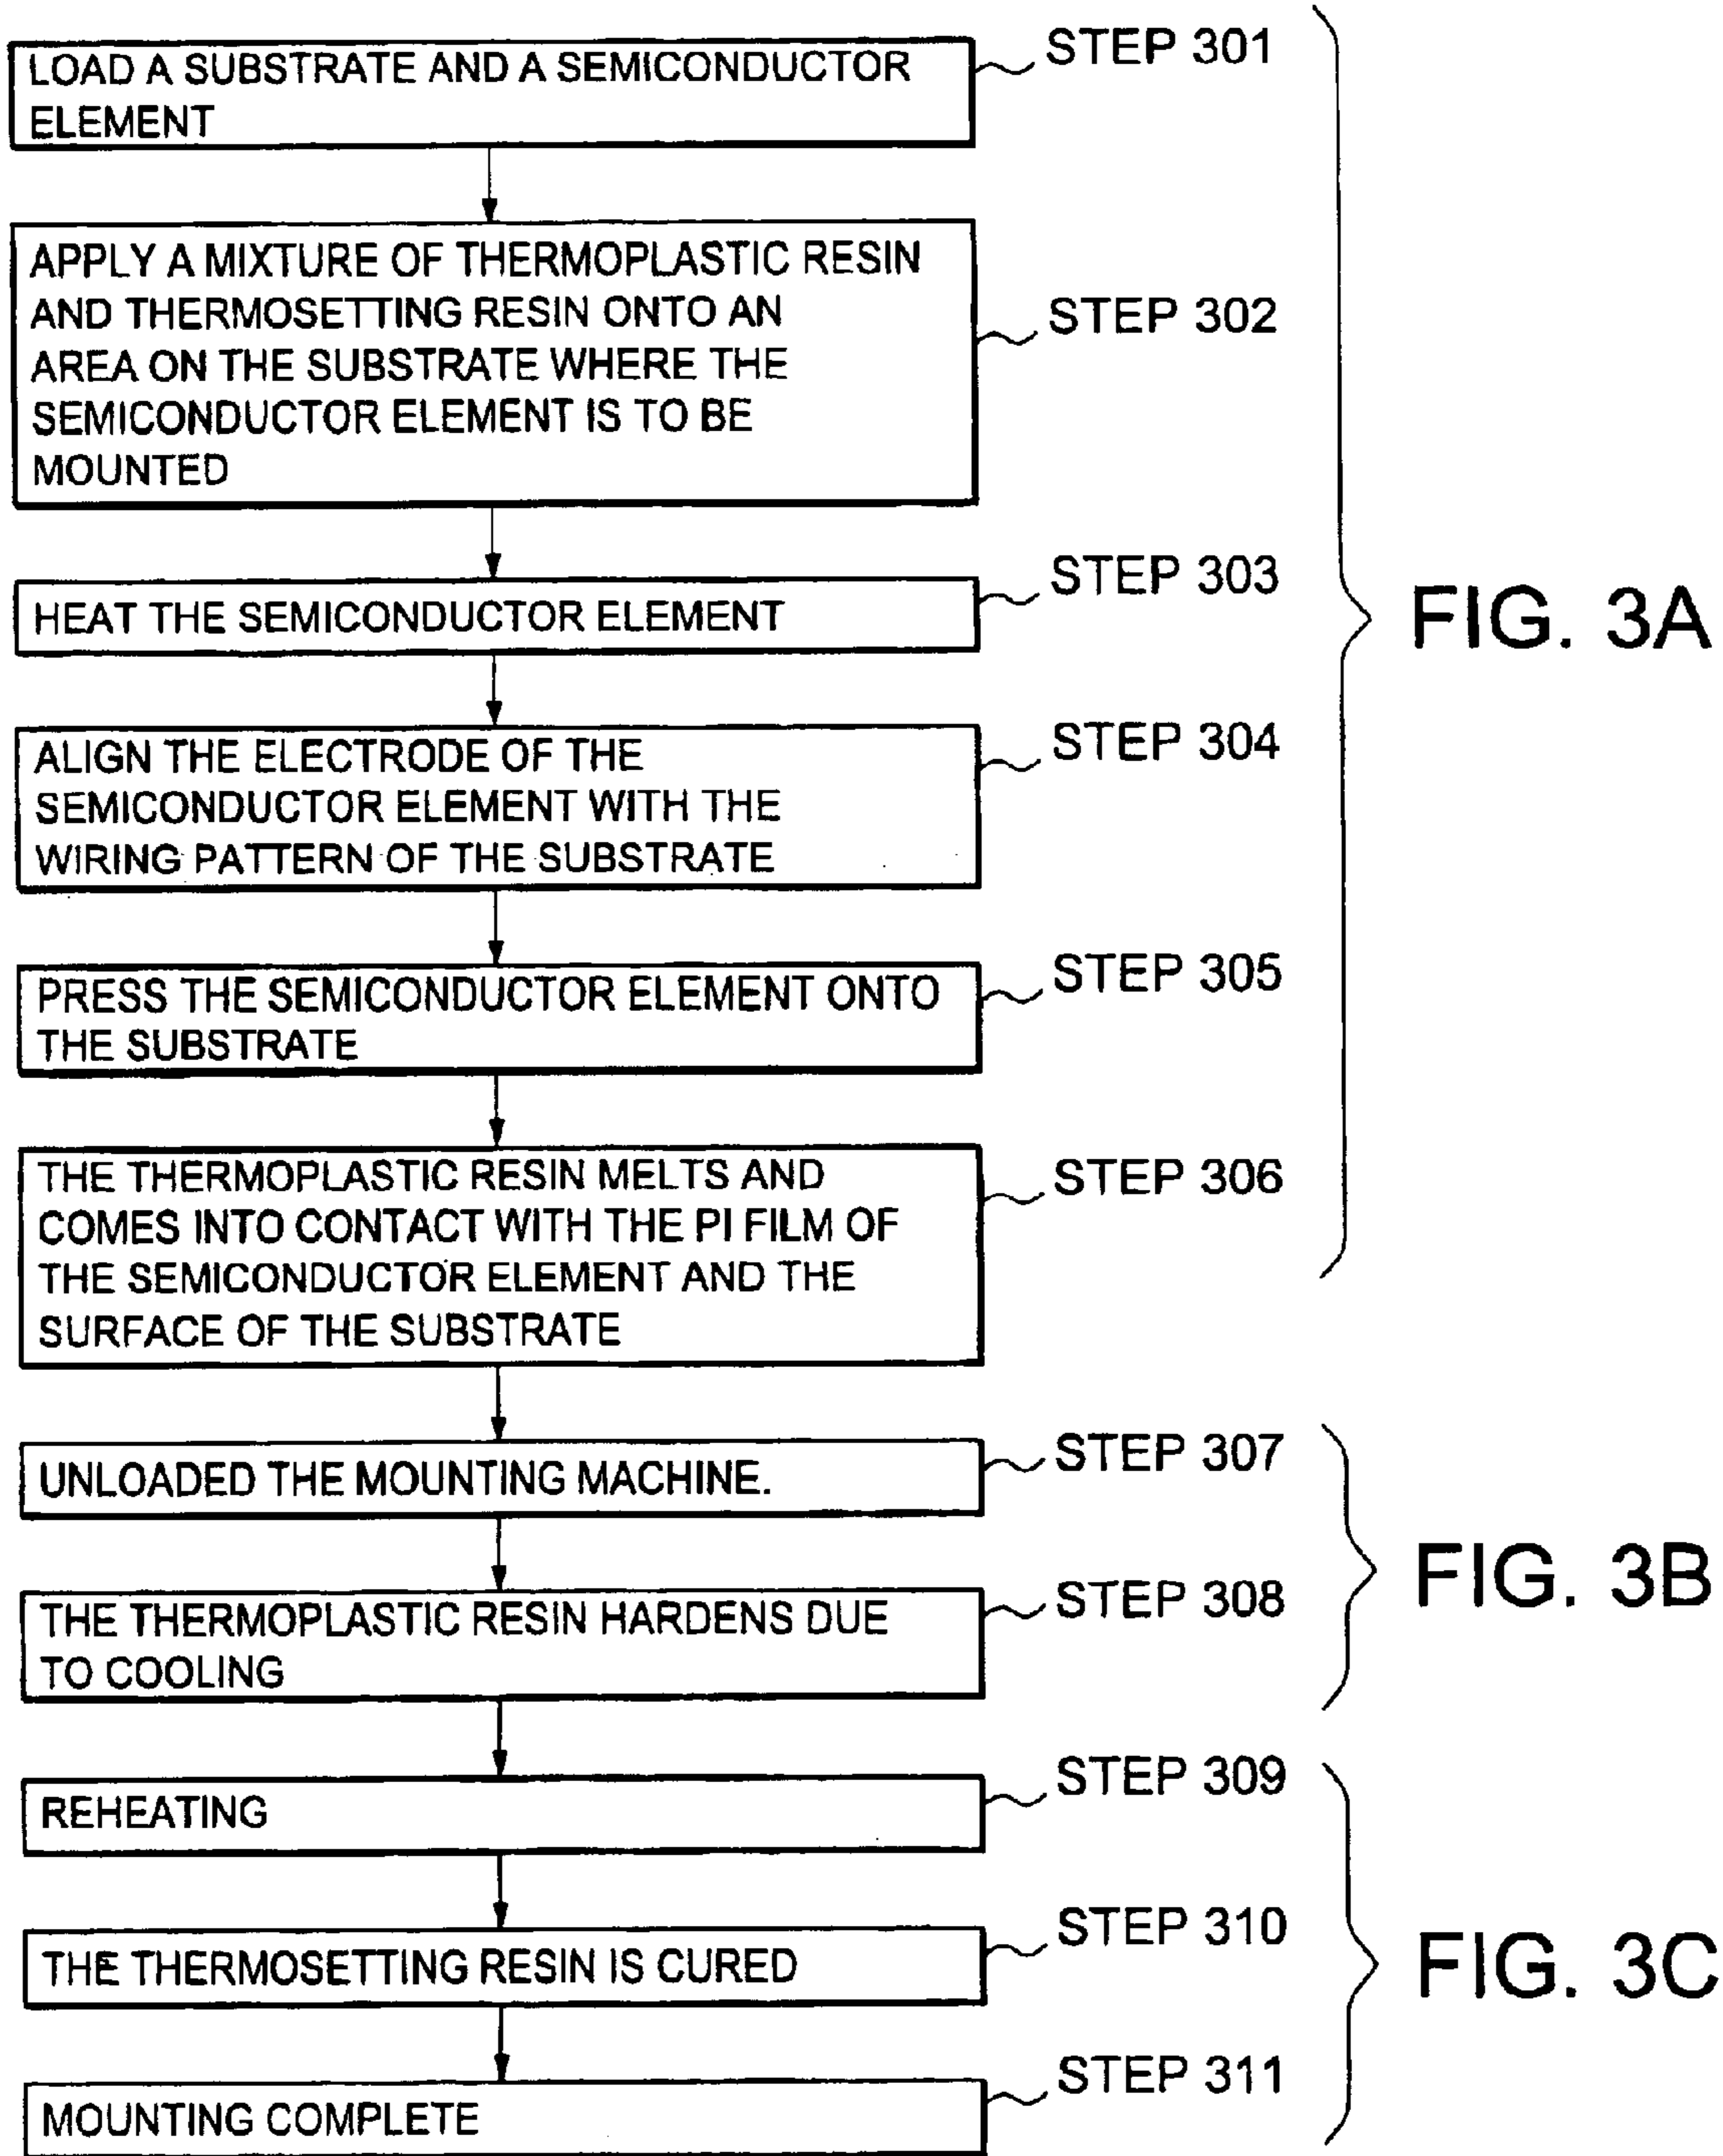 LOAD A SUBSTRATE AND A SEMICONDUCTOR
ELEMENT
STEP 301
APPLY A MIXTURE OF THERMOPLASTIC RESIN
AND THERMOSETTING RESIN ONTO AN
AREA ON THE SUBSTRATE WHERE THE
SEMICONDUCTOR ELEMENT IS TO BE
MOUNTED
STEP 302
HEAT THE SEMICONDUCTOR ELEMENT
STEP 303
ALIGN THE ELECTRODE OF THE
SEMICONDUCTOR ELEMENT WITH THE
WIRING PATTERN OF THE SUBSTRATE
STEP 304
PRESS THE SEMICONDUCTOR ELEMENT ONTO
THE SUBSTRATE
STEP 305
THE THERMOPLASTIC RESIN MELTS AND
COMES INTO CONTACT WITH THE PI FILM OF
THE SEMICONDUCTOR ELEMENT AND THE
SURFACE OF THE SUBSTRATE
STEP 306
FIG. 3A
UNLOADED THE MOUNTING MACHINE.
STEP 307
THE THERMOPLASTIC RESIN HARDENS DUE
TO COOLING
STEP 308
FIG. 3B
REHEATING
STEP 309
THE THERMOSETTING RESIN IS CURED
STEP 310
MOUNTING COMPLETE
STEP 311
FIG. 3C